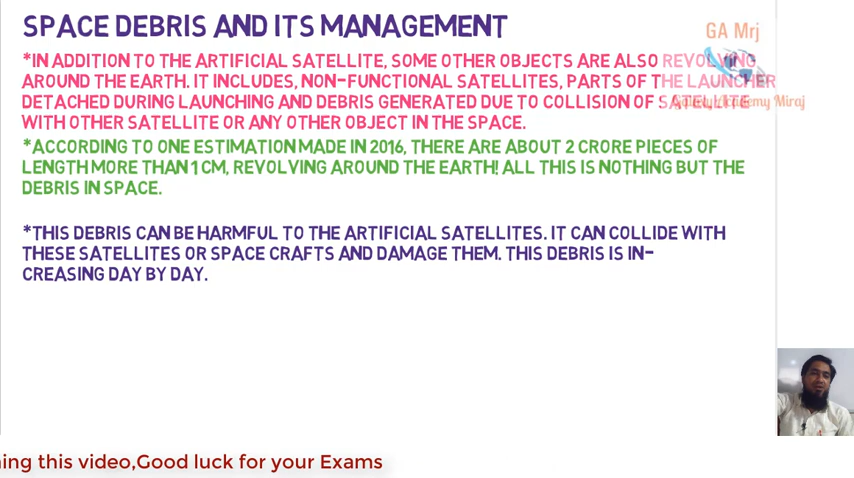 SPACE DEBRIS AND ITS MANAGEMENT
GA Mrj
*IN ADDITION TO THE ARTIFICIAL SATELLITE, SOME OTHER OBJECTS ARE ALSO REVOLVING
AROUND THE EARTH. IT INCLUDES, NON-FUNCTIONAL SATELLITES, PARTS OF THE LAUNCHER
DETACHED DURING LAUNCHING AND DEBRIS GENERATED DUE TO COLLISION OF SATELLITE
Academy Miraj
WITH OTHER SATELLITE OR ANY OTHER OBJECT IN THE SPACE.
*ACCORDING TO ONE ESTIMATION MADE IN 2016, THERE ARE ABOUT 2 CRORE PIECES OF
LENGTH MORE THAN 1 CM, REVOLVING AROUND THE EARTH! ALL THIS IS NOTHING BUT THE
DEBRIS IN SPACE.
*THIS DEBRIS CAN BE HARMFUL TO THE ARTIFICIAL SATELLITES. IT CAN COLLIDE WITH
THESE SATELLITES OR SPACE CRAFTS AND DAMAGE THEM. THIS DEBRIS IS IN-
CREASING DAY BY DAY.
ing this video,Good luck for your Exams